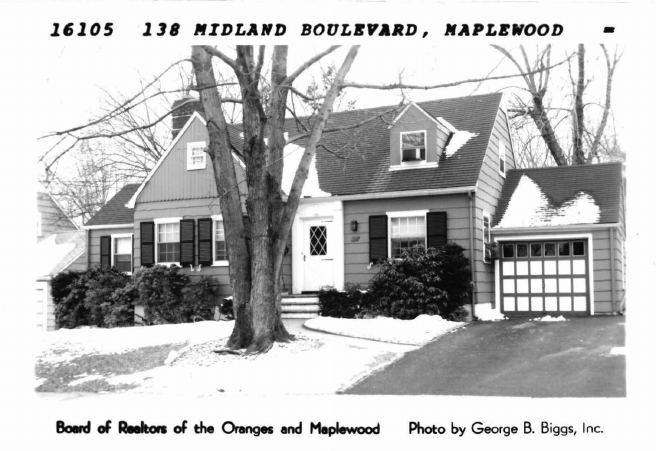 16105 138 MIDLAND BOULEVARD, MAPLEWOOD =
Board of Realtors of the Oranges and Maplewood Photo by George B. Biggs, Inc.